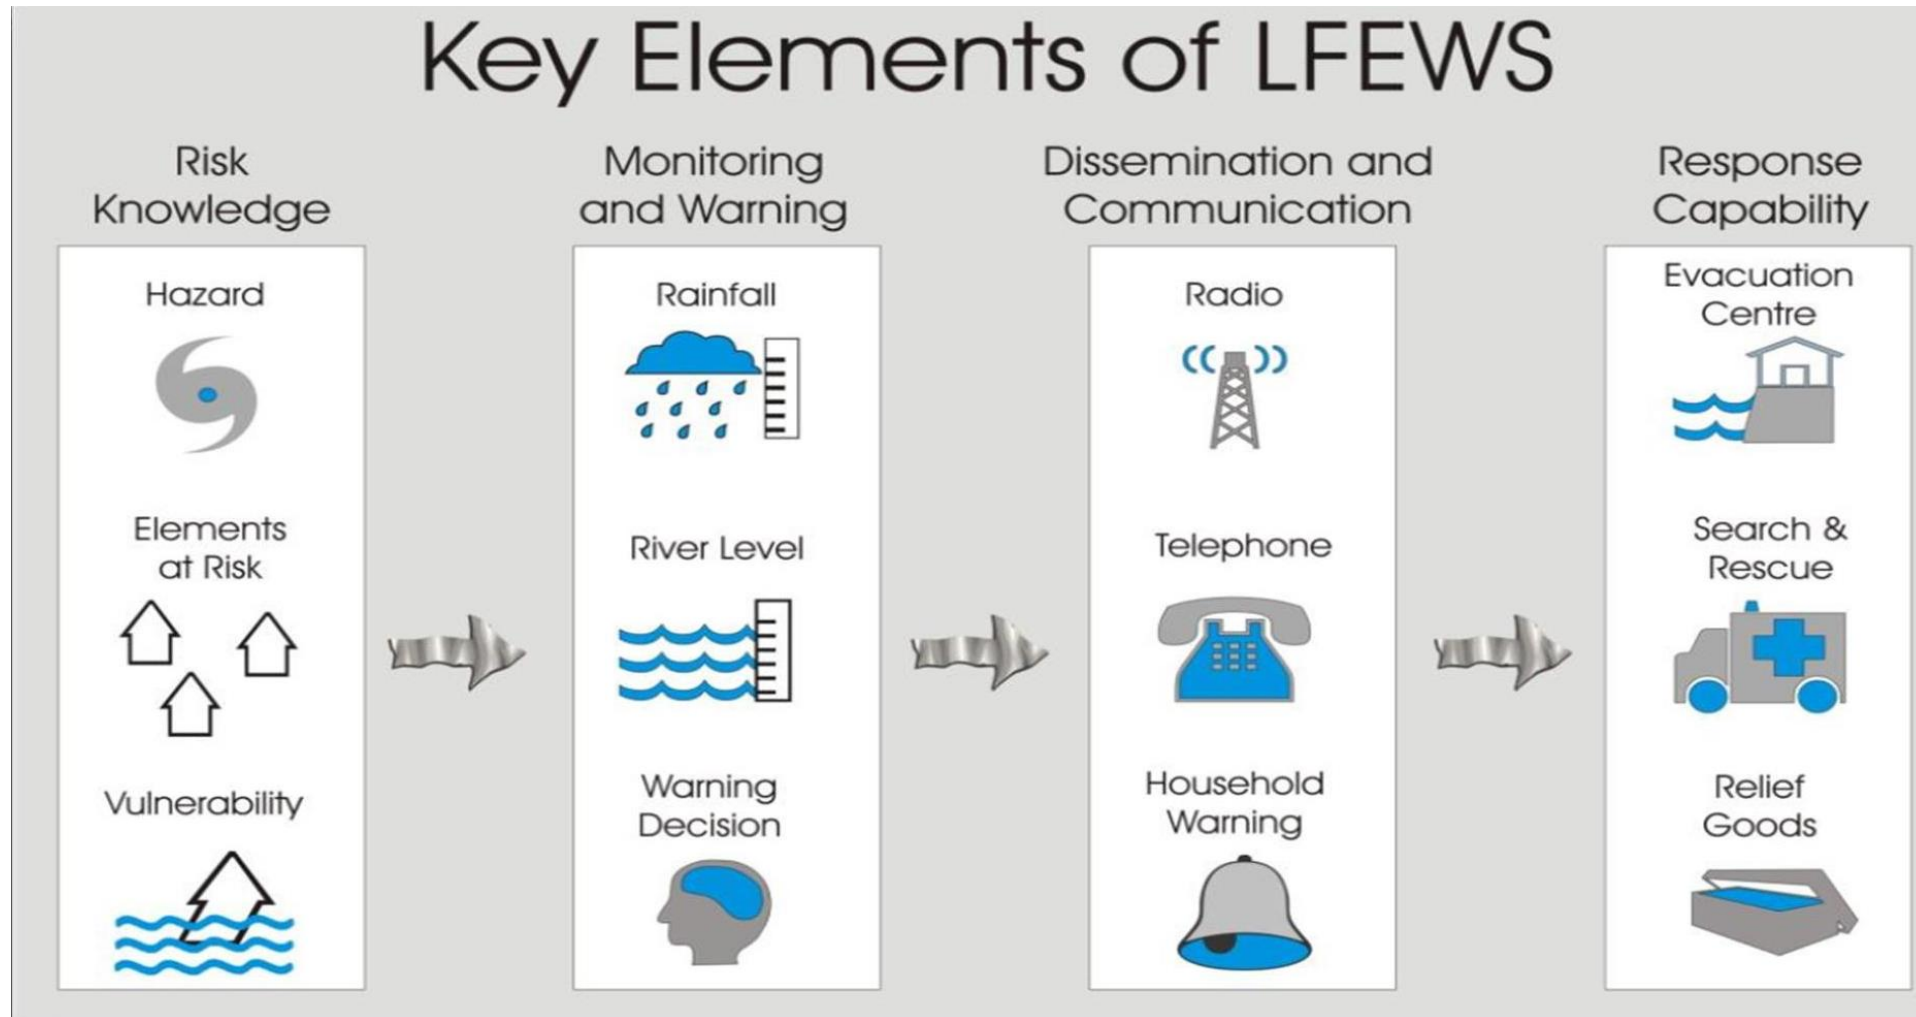 Key Elements of LFEWS
Risk
Knowledge
Hazard
Elements
at Risk
Vulnerability
Monitoring
and Warning
Rainfall
River Level
Warning
Decision
Dissemination and
Communication
Radio
Telephone
Household
Warning
Response
Capability
Evacuation
Centre
Search &
Rescue
Relief
Goods